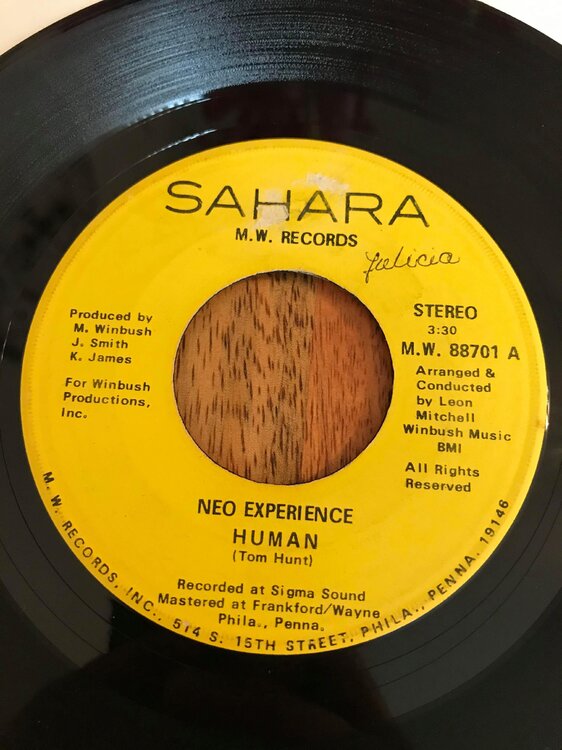 SAHARA
M.W. RECORDS
Felicia
Produced by
M. Winbush
J. Smith
K. James
For Winbush
Productions,
Inc.
STEREO
3:30
M.W. 88701 A
Arranged &
Conducted
by Leon
Mitchell
Winbush Music
BMI
All Rights
Reserved
NEO EXPERIENCE
HUMAN
(Tom Hunt)
Recorded at Sigma Sound
Mastered at Frankford/Wayne
Phila., Penna.
M.W. RECORDS, INC., 514 S. 15TH STREET, PHILA., PENNA. 19146